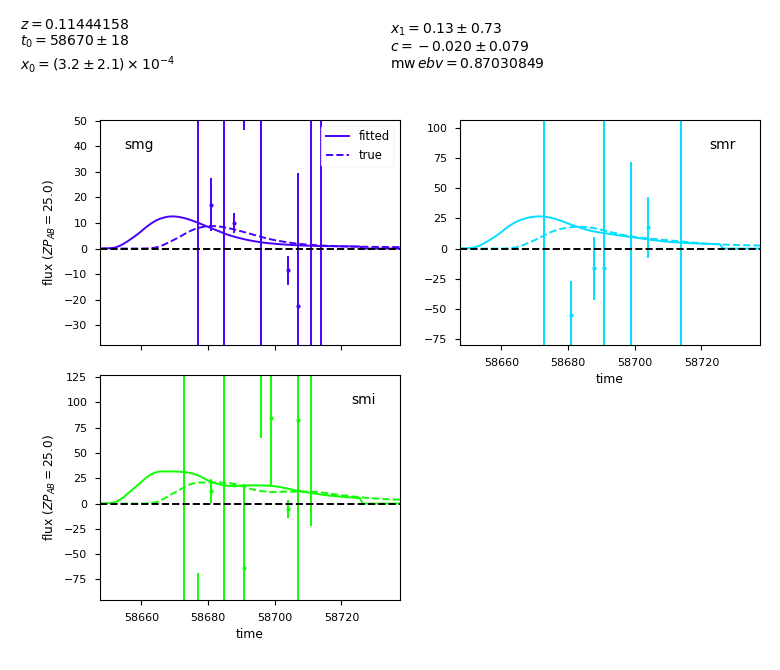 z = 0.11444158
t₀ = 58670 ± 18
x₀ = (3.2 ± 2.1) × 10⁻⁴
x₁ = 0.13 ± 0.73
c = −0.020 ± 0.079
mw ebv = 0.87030849
smg
fitted
true
50
40
30
20
10
0
−10
−20
−30
flux (ZP_AB = 25.0)
smr
100
75
50
25
0
−25
−50
−75
58660 58680 58700 58720
time
smi
125
100
75
50
25
0
−25
−50
−75
flux (ZP_AB = 25.0)
58660 58680 58700 58720
time